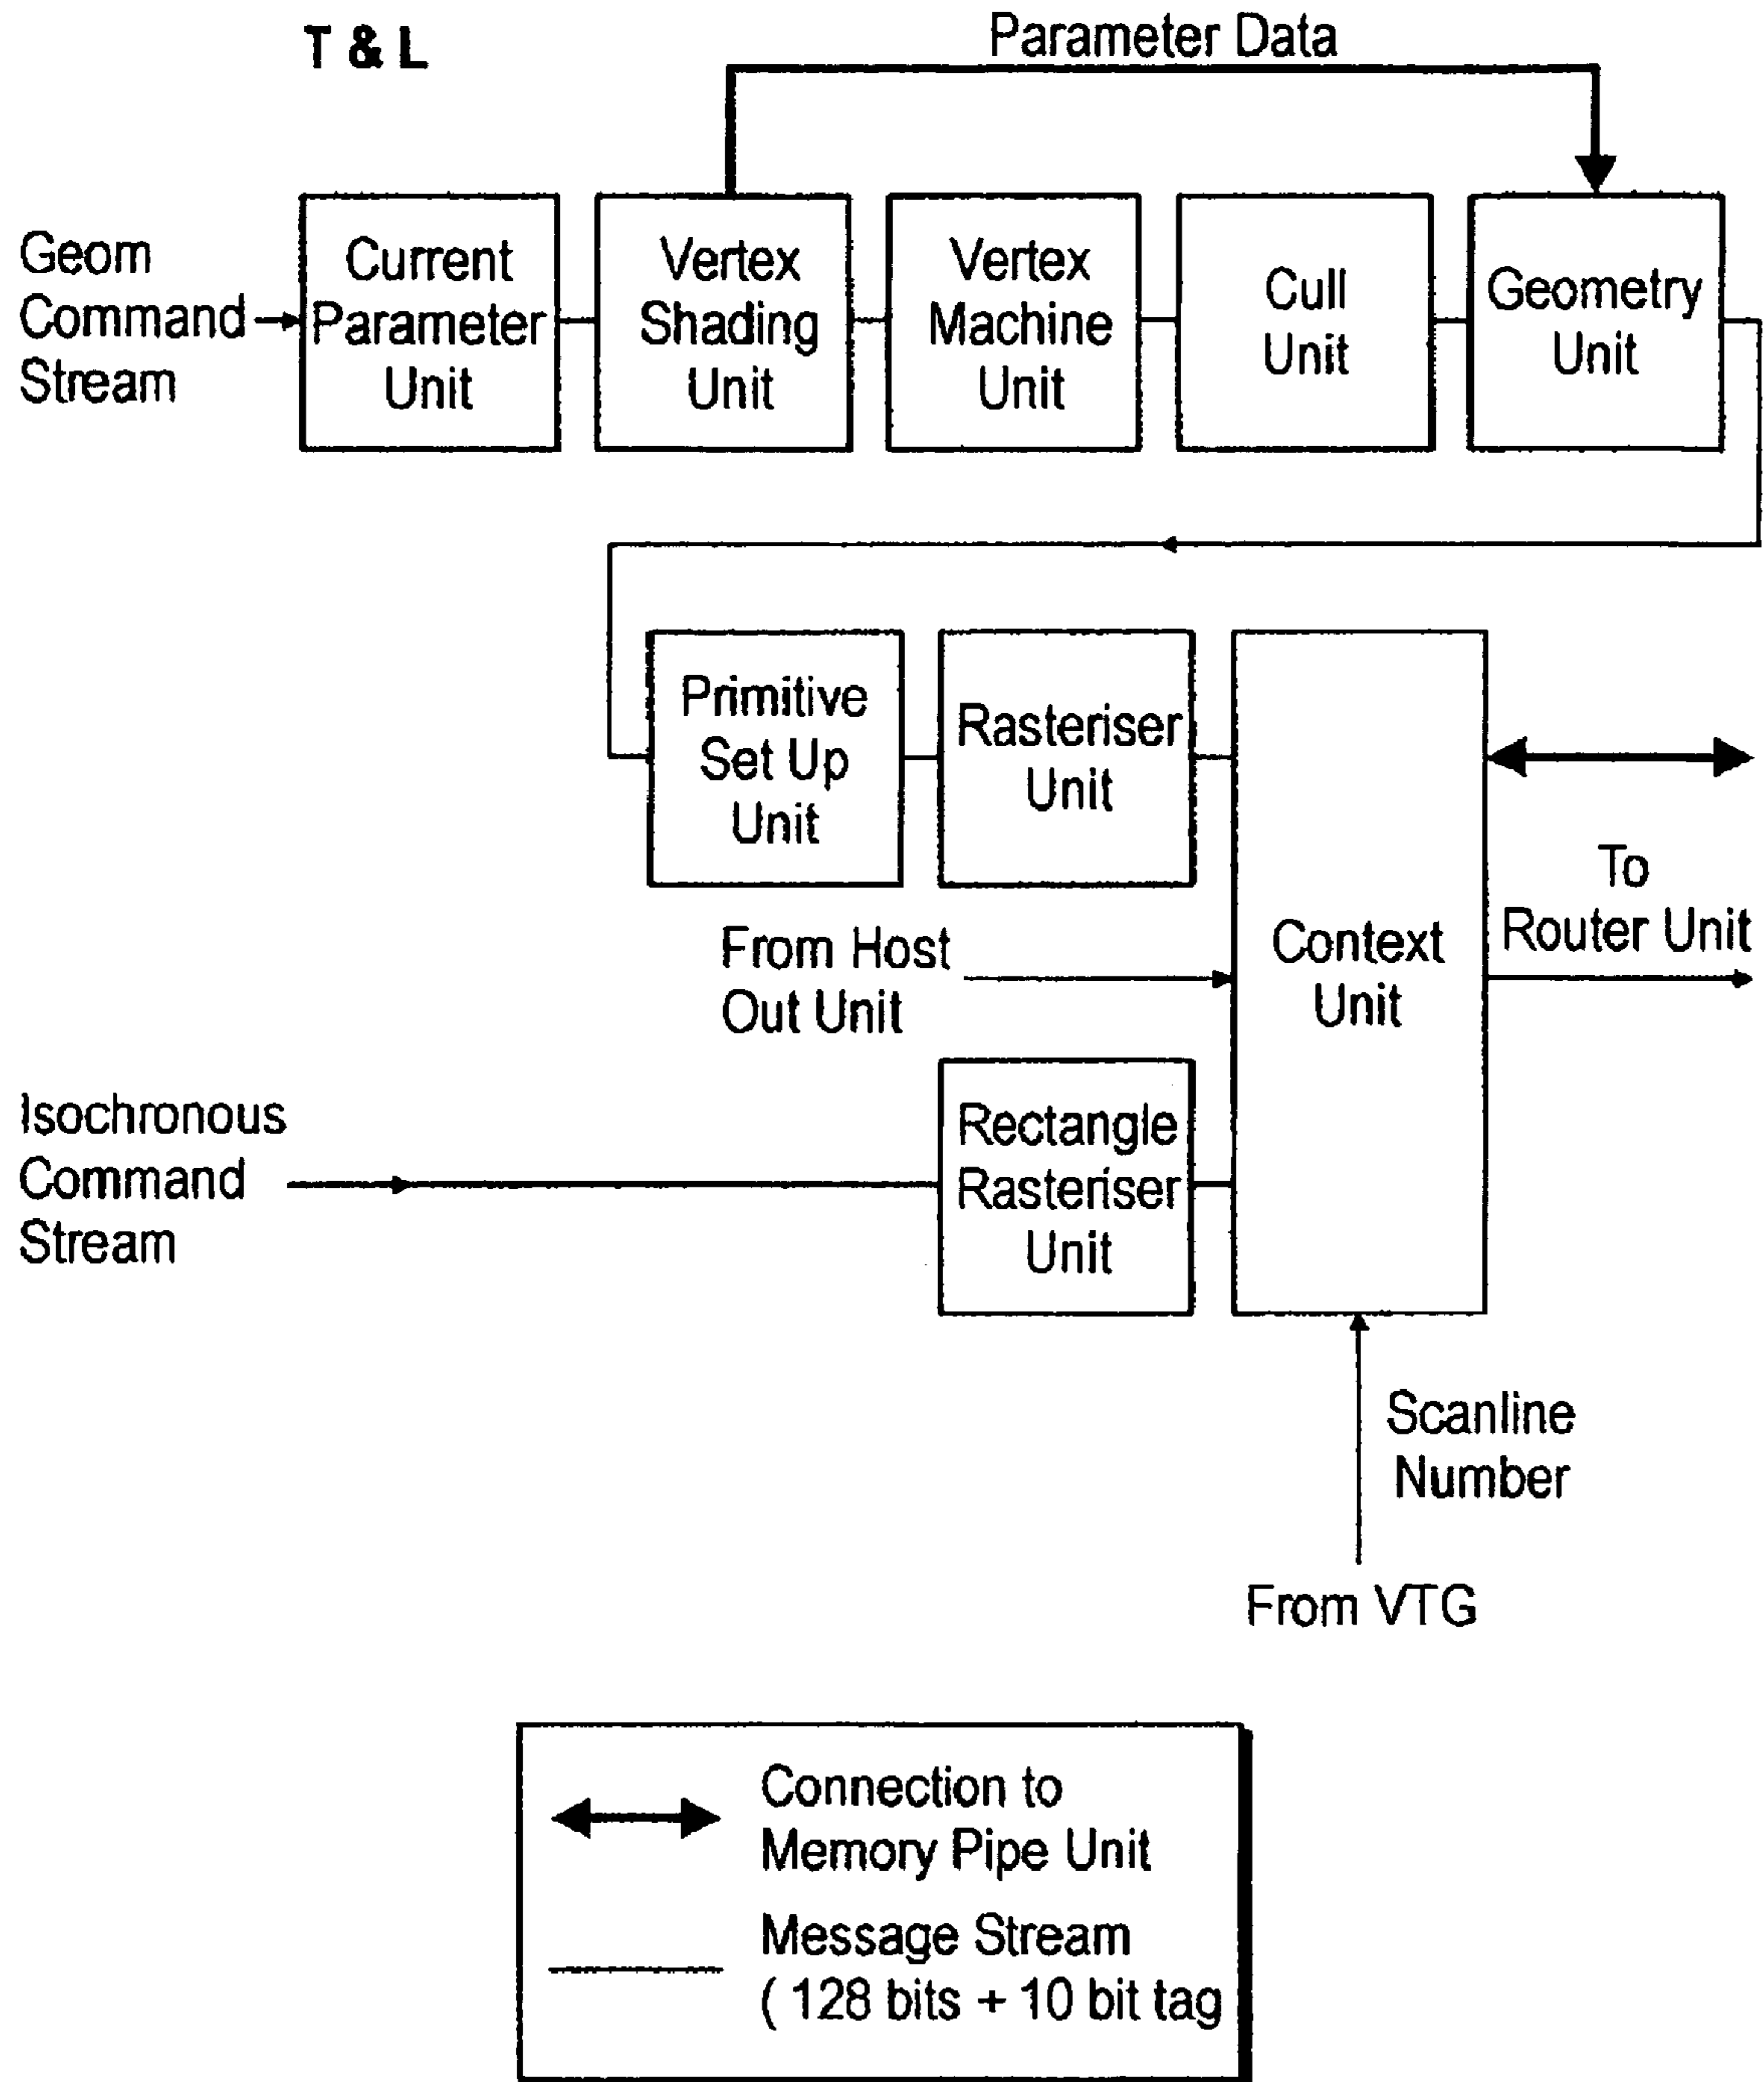 T & L
Parameter Data
Geom
Command
Stream
Current
Parameter
Unit
Vertex
Shading
Unit
Vertex
Machine
Unit
Cull
Unit
Geometry
Unit
Primitive
Set Up
Unit
Rasteriser
Unit
Context
Unit
To
Router Unit
From Host
Out Unit
Isochronous
Command
Stream
Rectangle
Rasteriser
Unit
Scanline
Number
From VTG
Connection to
Memory Pipe Unit
Message Stream
( 128 bits + 10 bit tag